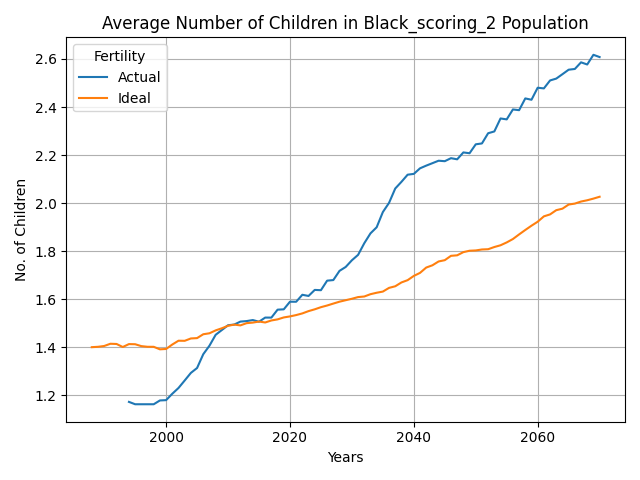 Average Number of Children in Black_scoring_2 Population
Fertility
Actual
Ideal
No. of Children
2.6
2.4
2.2
2.0
1.8
1.6
1.4
1.2
2000
2020
2040
2060
Years